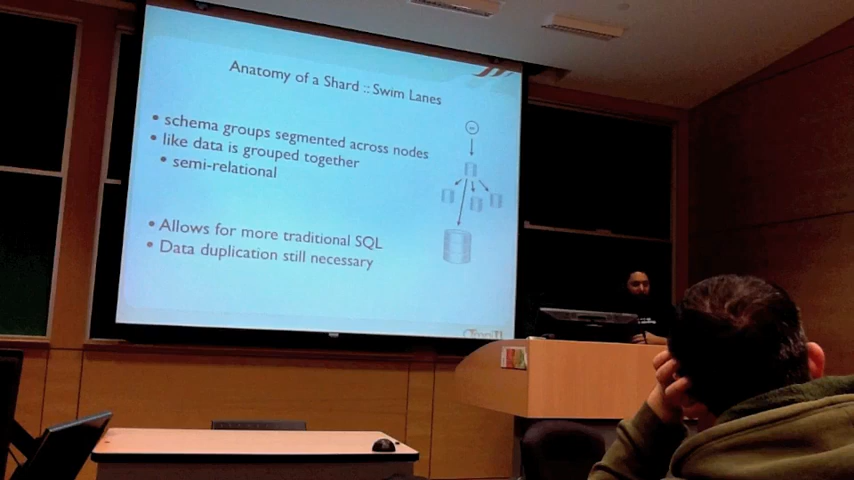 Anatomy of a Shard :: Swim Lanes
• schema groups segmented across nodes
• like data is grouped together
• semi-relational
• Allows for more traditional SQL
• Data duplication still necessary